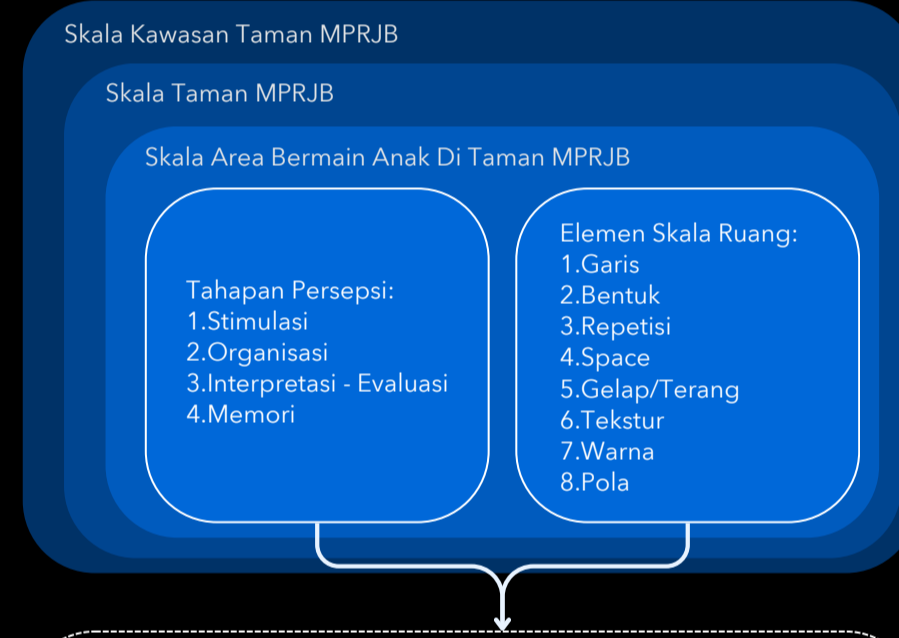 Skala Kawasan Taman MPRJB
Skala Taman MPRJB
Skala Area Bermain Anak Di Taman MPRJB
Tahapan Persepsi:
1.Stimulasi
2.Organisasi
3.Interpretasi - Evaluasi
4.Memori
Elemen Skala Ruang:
1.Garis
2.Bentuk
3.Repetisi
4.Space
5.Gelap/Terang
6.Tekstur
7.Warna
8.Pola